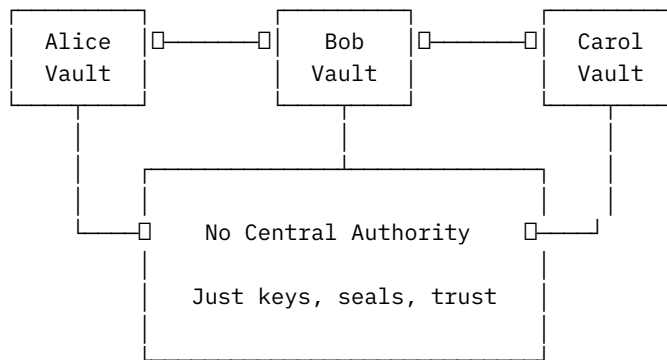 Alice
Vault
Bob
Vault
Carol
Vault
No Central Authority
Just keys, seals, trust